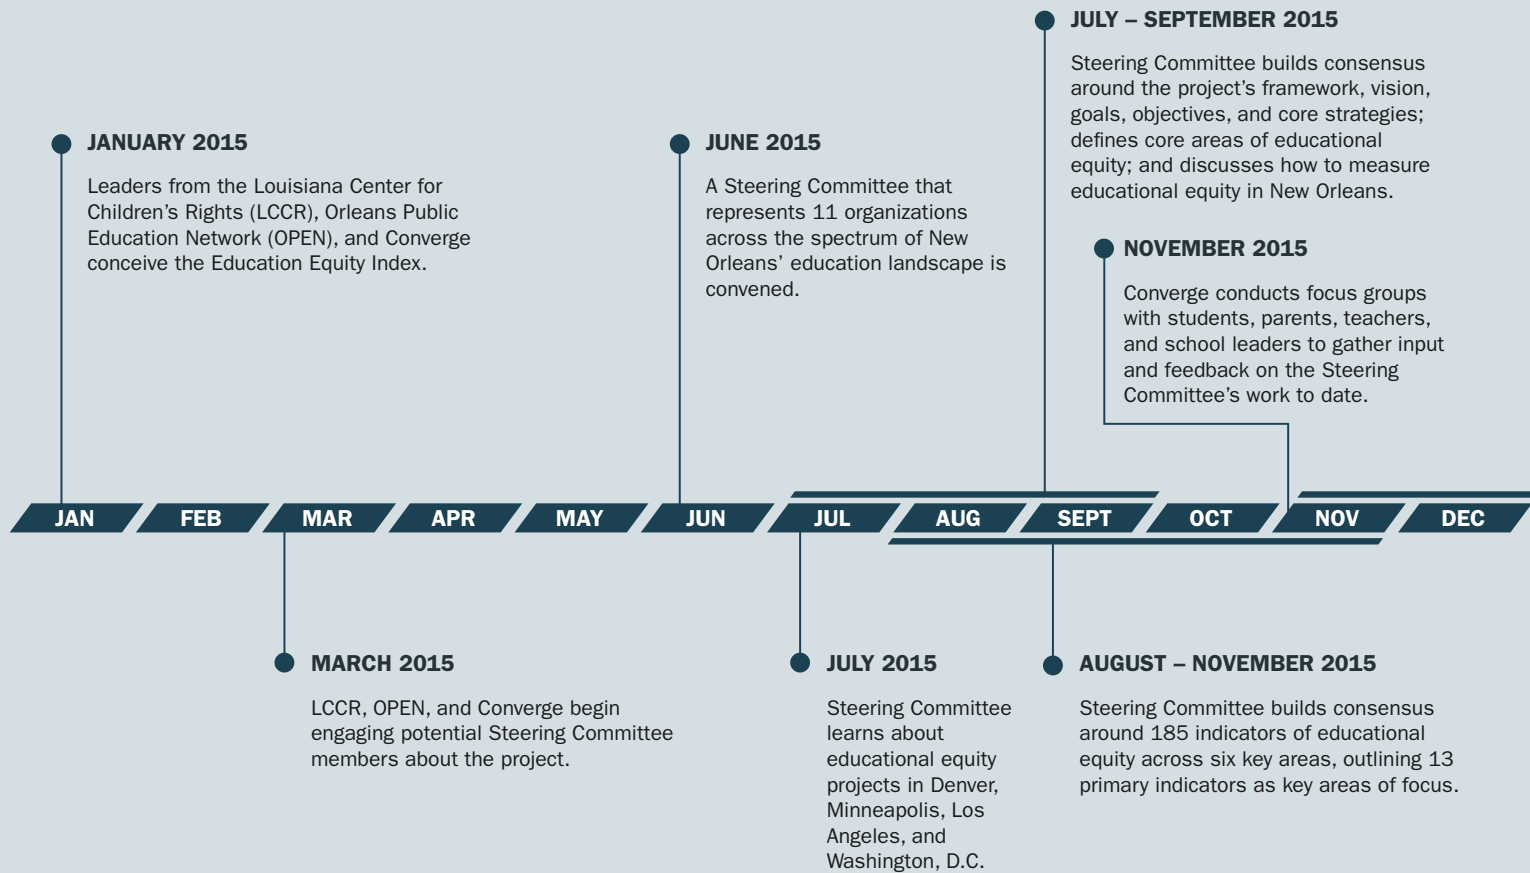 JULY – SEPTEMBER 2015
Steering Committee builds consensus
around the project's framework, vision,
goals, objectives, and core strategies;
defines core areas of educational
equity; and discusses how to measure
educational equity in New Orleans.
JANUARY 2015
Leaders from the Louisiana Center for
Children's Rights (LCCR), Orleans Public
Education Network (OPEN), and Converge
conceive the Education Equity Index.
JUNE 2015
A Steering Committee that
represents 11 organizations
across the spectrum of New
Orleans' education landscape is
convened.
NOVEMBER 2015
Converge conducts focus groups
with students, parents, teachers,
and school leaders to gather input
and feedback on the Steering
Committee's work to date.
JAN FEB MAR APR MAY JUN JUL AUG SEPT OCT NOV DEC
MARCH 2015
LCCR, OPEN, and Converge begin
engaging potential Steering Committee
members about the project.
JULY 2015
Steering Committee
learns about
educational equity
projects in Denver,
Minneapolis, Los
Angeles, and
Washington, D.C.
AUGUST – NOVEMBER 2015
Steering Committee builds consensus
around 185 indicators of educational
equity across six key areas, outlining 13
primary indicators as key areas of focus.